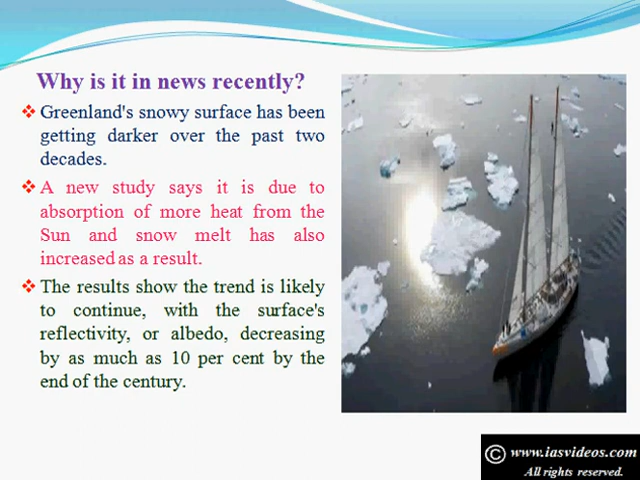 Why is it in news recently?
Greenland's snowy surface has been
getting darker over the past two
decades.
A new study says it is due to
absorption of more heat from the
Sun and snow melt has also
increased as a result.
The results show the trend is likely
to continue, with the surface's
reflectivity, or albedo, decreasing
by as much as 10 per cent by the
end of the century.
© www.iasvideos.com
All rights reserved.